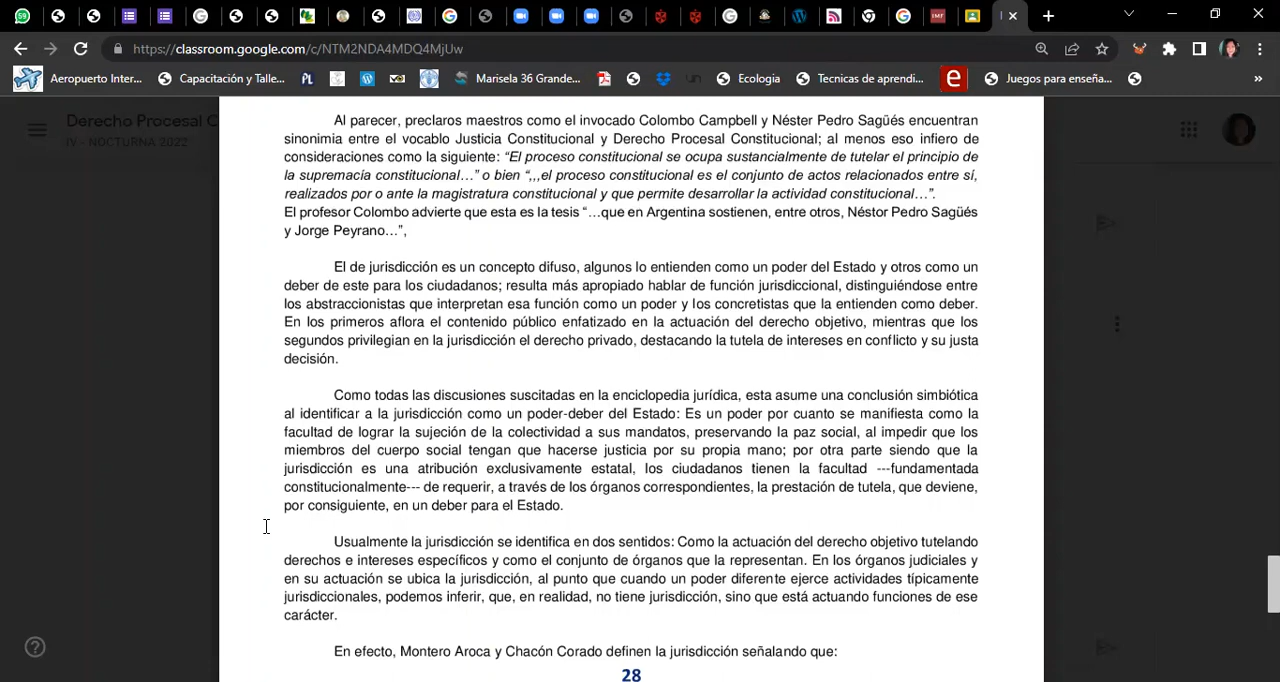 https://classroom.google.com/c/NTM2NDA4MDQ4MjUw
Aeropuerto Inter...
Capacitación y Talle...
Marisela 36 Grande...
Ecologia
Tecnicas de aprendi...
Juegos para enseña...
Derecho Procesal C
IV - NOCTURNA 2022
Al parecer, preclaros maestros como el invocado Colombo Campbell y Néster Pedro Sagüés encuentran
sinonimia entre el vocablo Justicia Constitucional y Derecho Procesal Constitucional; al menos eso infiero de
consideraciones como la siguiente: “El proceso constitucional se ocupa sustancialmente de tutelar el principio de
la supremacía constitucional…” o bien “,,,el proceso constitucional es el conjunto de actos relacionados entre sí,
realizados por o ante la magistratura constitucional y que permite desarrollar la actividad constitucional…”.
El profesor Colombo advierte que esta es la tesis “…que en Argentina sostienen, entre otros, Néstor Pedro Sagüés
y Jorge Peyrano…”,
El de jurisdicción es un concepto difuso, algunos lo entienden como un poder del Estado y otros como un
deber de este para los ciudadanos; resulta más apropiado hablar de función jurisdiccional, distinguiéndose entre
los abstraccionistas que interpretan esa función como un poder y los concretistas que la entienden como deber.
En los primeros aflora el contenido público enfatizado en la actuación del derecho objetivo, mientras que los
segundos privilegian en la jurisdicción el derecho privado, destacando la tutela de intereses en conflicto y su justa
decisión.
Como todas las discusiones suscitadas en la enciclopedia jurídica, esta asume una conclusión simbiótica
al identificar a la jurisdicción como un poder-deber del Estado: Es un poder por cuanto se manifiesta como la
facultad de lograr la sujeción de la colectividad a sus mandatos, preservando la paz social, al impedir que los
miembros del cuerpo social tengan que hacerse justicia por su propia mano; por otra parte siendo que la
jurisdicción es una atribución exclusivamente estatal, los ciudadanos tienen la facultad ---fundamentada
constitucionalmente--- de requerir, a través de los órganos correspondientes, la prestación de tutela, que deviene,
por consiguiente, en un deber para el Estado.
Usualmente la jurisdicción se identifica en dos sentidos: Como la actuación del derecho objetivo tutelando
derechos e intereses específicos y como el conjunto de órganos que la representan. En los órganos judiciales y
en su actuación se ubica la jurisdicción, al punto que cuando un poder diferente ejerce actividades típicamente
jurisdiccionales, podemos inferir, que, en realidad, no tiene jurisdicción, sino que está actuando funciones de ese
carácter.
En efecto, Montero Aroca y Chacón Corado definen la jurisdicción señalando que:
28